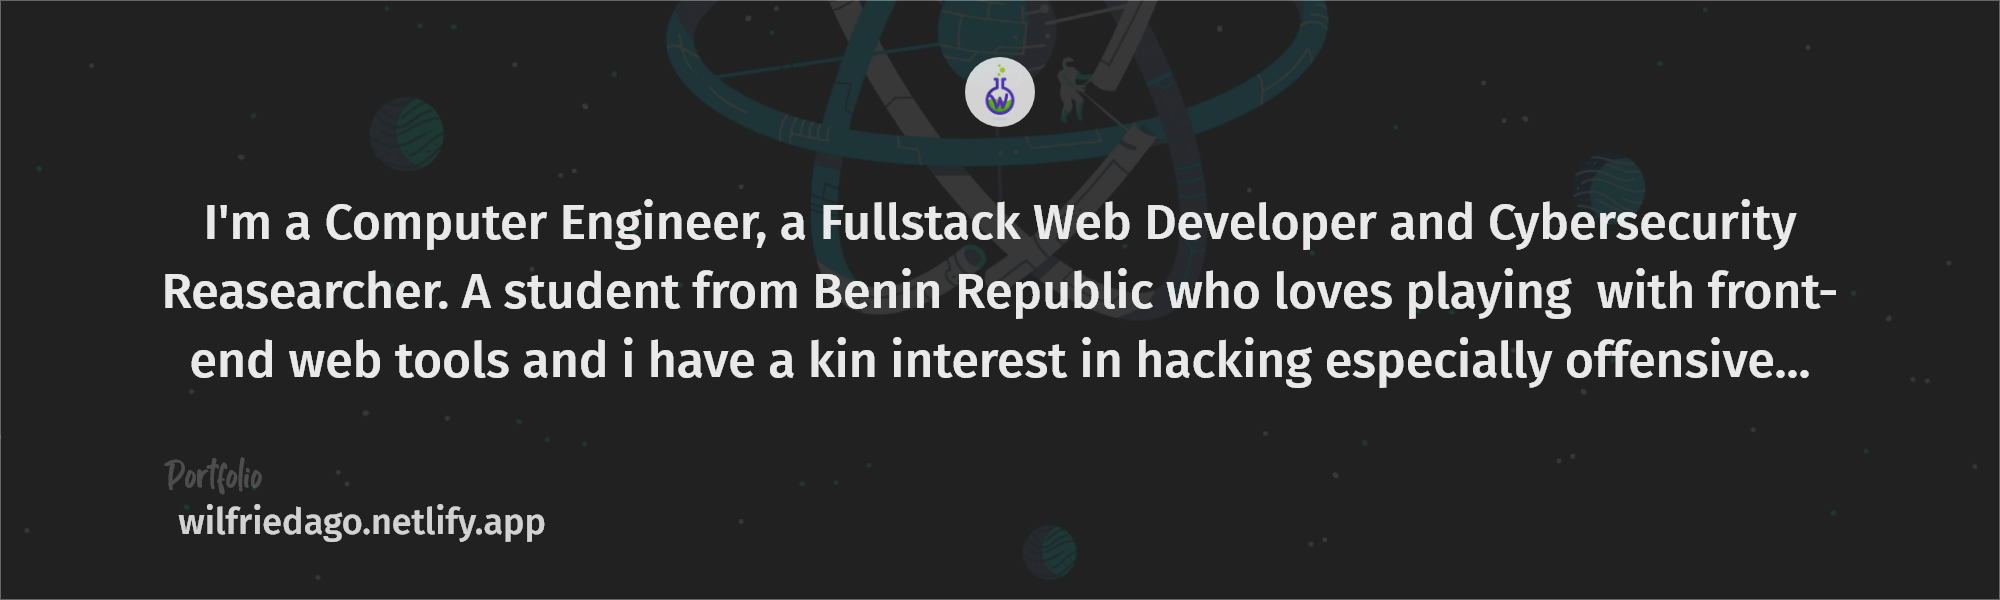 W
I'm a Computer Engineer, a Fullstack Web Developer and Cybersecurity
Reasearcher. A student from Benin Republic who loves playing  with front-
end web tools and i have a kin interest in hacking especially offensive...
Portfolio
wilfriedago.netlify.app